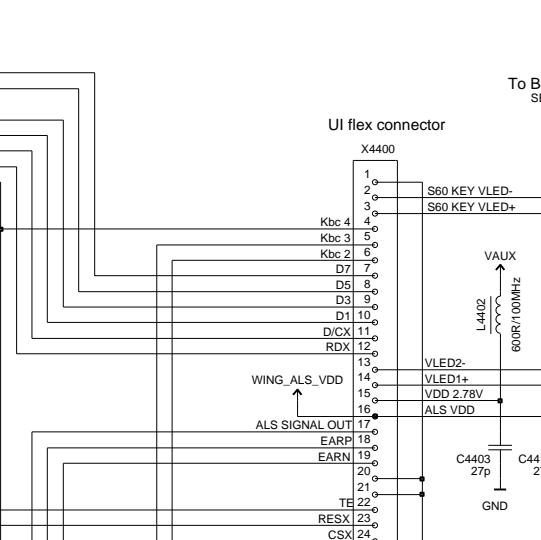 To B
SI
UI flex connector
X4400
1
2 S60 KEY VLED-
3 S60 KEY VLED+
Kbc 4 4
Kbc 3 5
Kbc 2 6
D7 7
D5 8
D3 9
D1 10
D/CX 11
RDX 12
13 VLED2-
14 VLED1+
15 VDD 2.78V
16 ALS VDD
WING_ALS_VDD
ALS SIGNAL OUT 17
EARP 18
EARN 19
20
21
TE 22
RESX 23
CSX 24
VAUX
L4402
600R/100MHz
C4403
27p
GND
C44